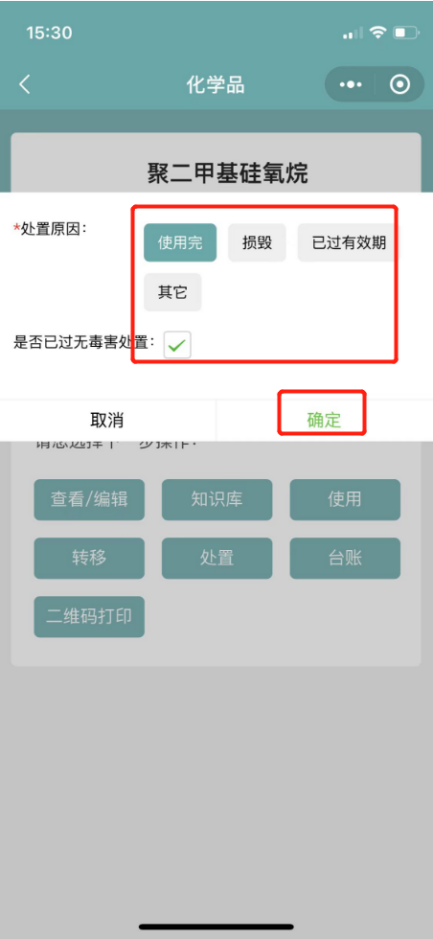 15:30
化学品
聚二甲基硅氧烷
*处置原因:
使用完 损毁 已过有效期
其它
是否已过无毒害处置:
取消 确定
查看/编辑 知识库 使用
转移 处置 台账
二维码打印